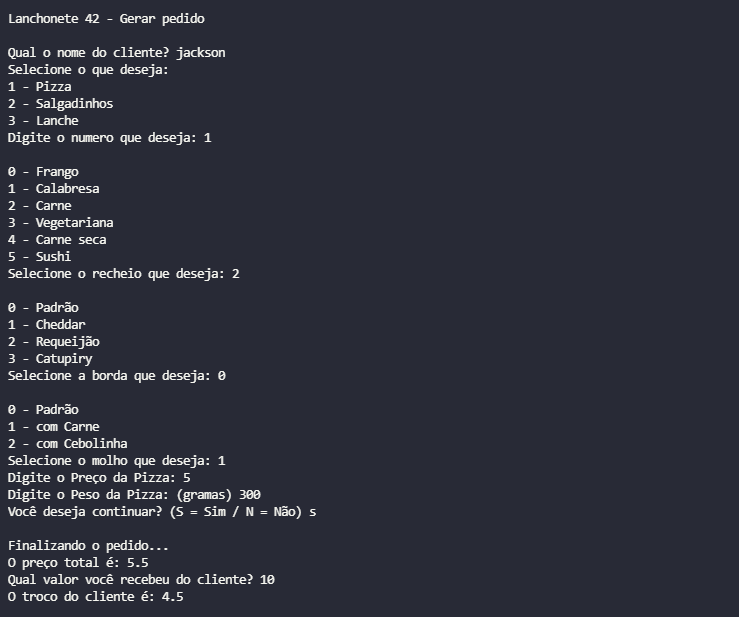 Lanchonete 42 - Gerar pedido
Qual o nome do cliente? jackson
Selecione o que deseja:
1 - Pizza
2 - Salgadinhos
3 - Lanche
Digite o numero que deseja: 1
0 - Frango
1 - Calabresa
2 - Carne
3 - Vegetariana
4 - Carne seca
5 - Sushi
Selecione o recheio que deseja: 2
0 - Padrão
1 - Cheddar
2 - Requeijão
3 - Catupiry
Selecione a borda que deseja: 0
0 - Padrão
1 - com Carne
2 - com Cebolinha
Selecione o molho que deseja: 1
Digite o Preço da Pizza: 5
Digite o Peso da Pizza: (gramas) 300
Você deseja continuar? (S = Sim / N = Não) s
Finalizando o pedido...
O preço total é: 5.5
Qual valor você recebeu do cliente? 10
O troco do cliente é: 4.5